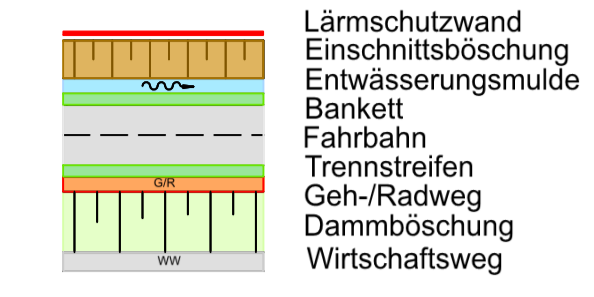 Lärmschutzwand
Einschnittsböschung
Entwässerungsmulde
Bankett
Fahrbahn
Trennstreifen
G/R
Geh-/Radweg
Dammböschung
WW
Wirtschaftsweg